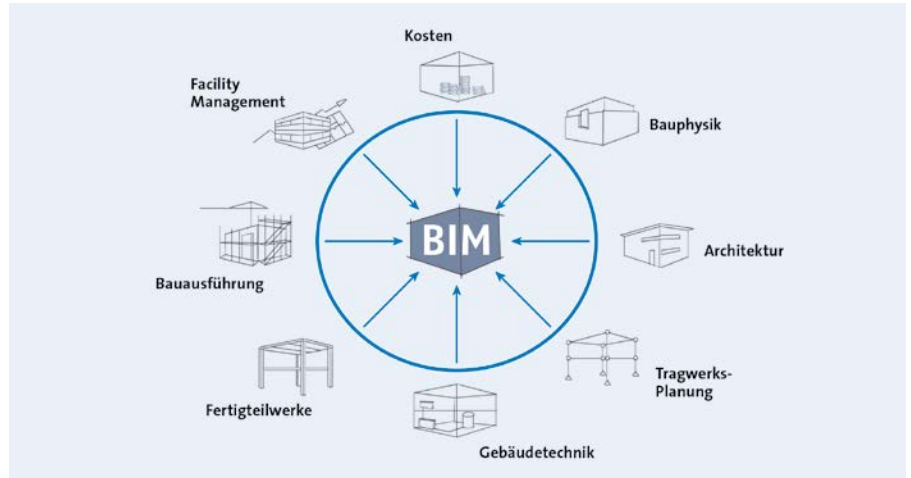 Kosten
Facility
Management
Bauphysik
BIM
Architektur
Bauausführung
Tragwerks-
Planung
Fertigteilwerke
Gebäudetechnik